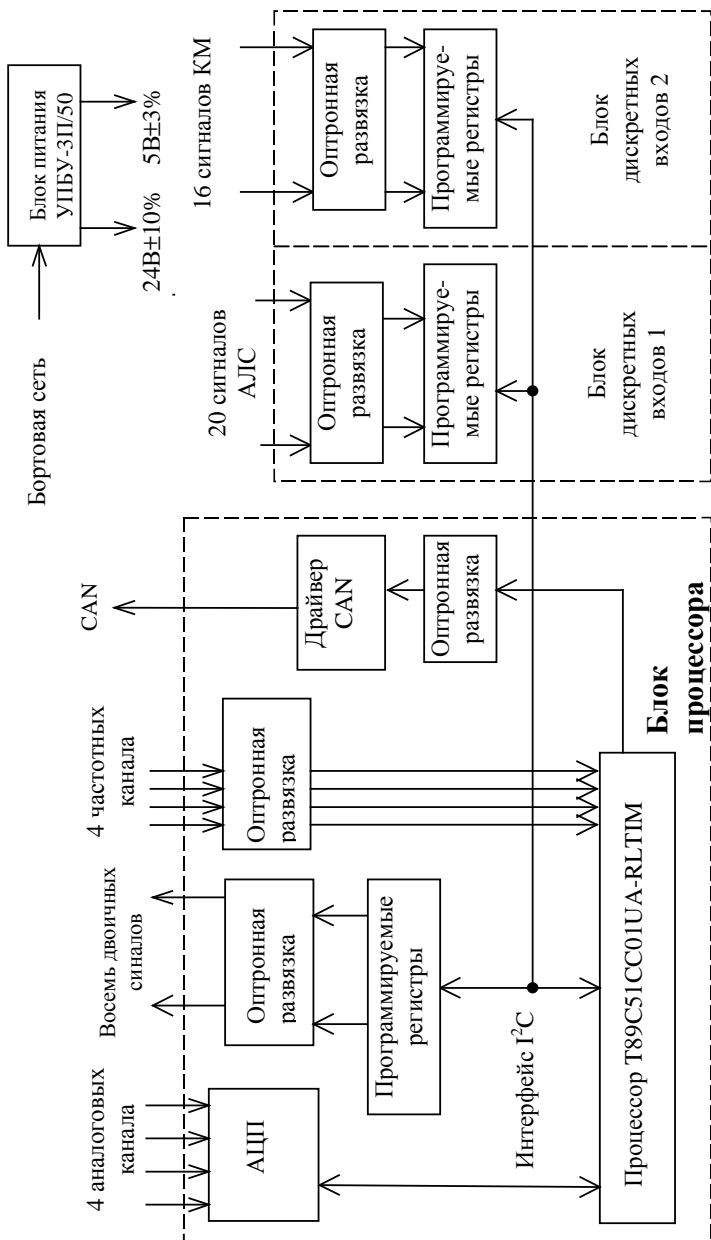 4 аналоговых
канала
АЦП
Восемь двоичных
синалов
Оптронная
развязка
Программируемые
регистры
4 частотных
канала
Оптронная
развязка
CAN
Драйвер
CAN
Оптронная
развязка
Интерфейс I²C
Процессор T89C51CC01UA-RLTIM
Блок
процессора
Бортовая сеть
Блок питания
УПБУ-3П/50
24В±10%
5В±3%
20 сигналов
АЛС
Оптронная
развязка
Программируе-
мые регистры
Блок
дискретных
входов 1
16 сигналов КМ
Оптронная
развязка
Программируе-
мые регистры
Блок
дискретных
входов 2